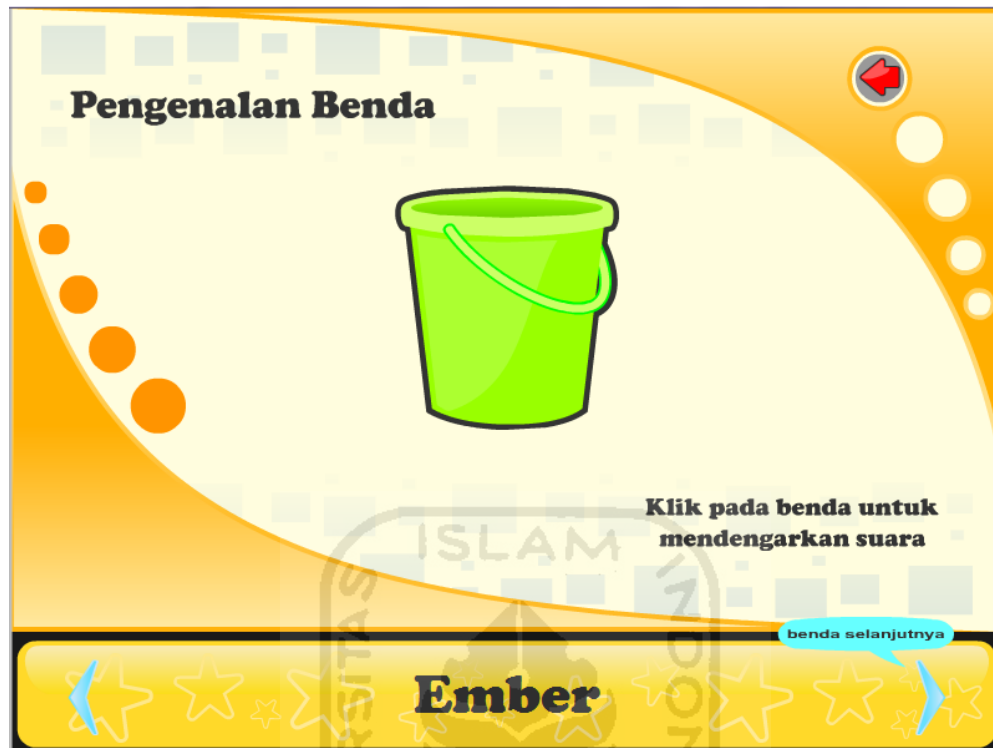 Pengenalan Benda
Klik pada benda untuk
mendengarkan suara
benda selanjutnya
Ember
ISLAM